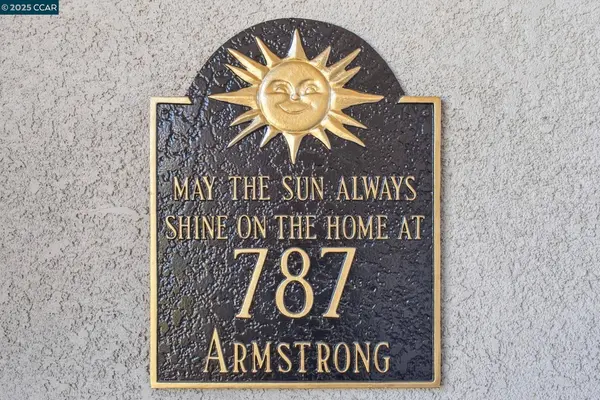 © 2025 CCAR
MAY THE SUN ALWAYS
SHINE ON THE HOME AT
787
ARMSTRONG